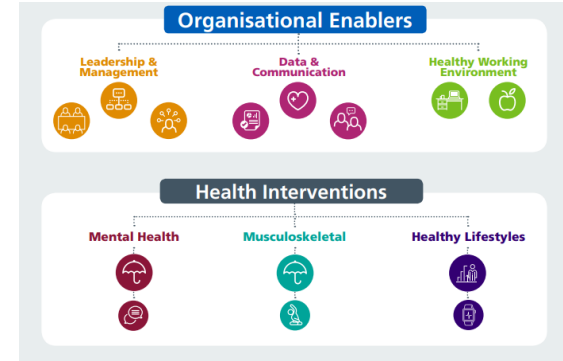 Organisational Enablers
Leadership &
Management
Data &
Communication
Healthy Working
Environment
Health Interventions
Mental Health
Musculoskeletal
Healthy Lifestyles